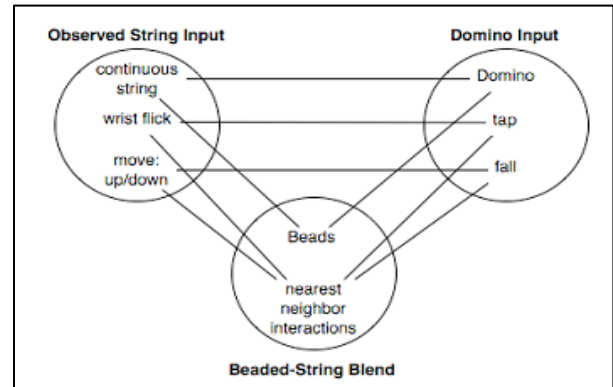 Observed String Input
Domino Input
continuous
string
Domino
wrist flick
tap
move:
up/down
fall
Beads
nearest
neighbor
interactions
Beaded-String Blend